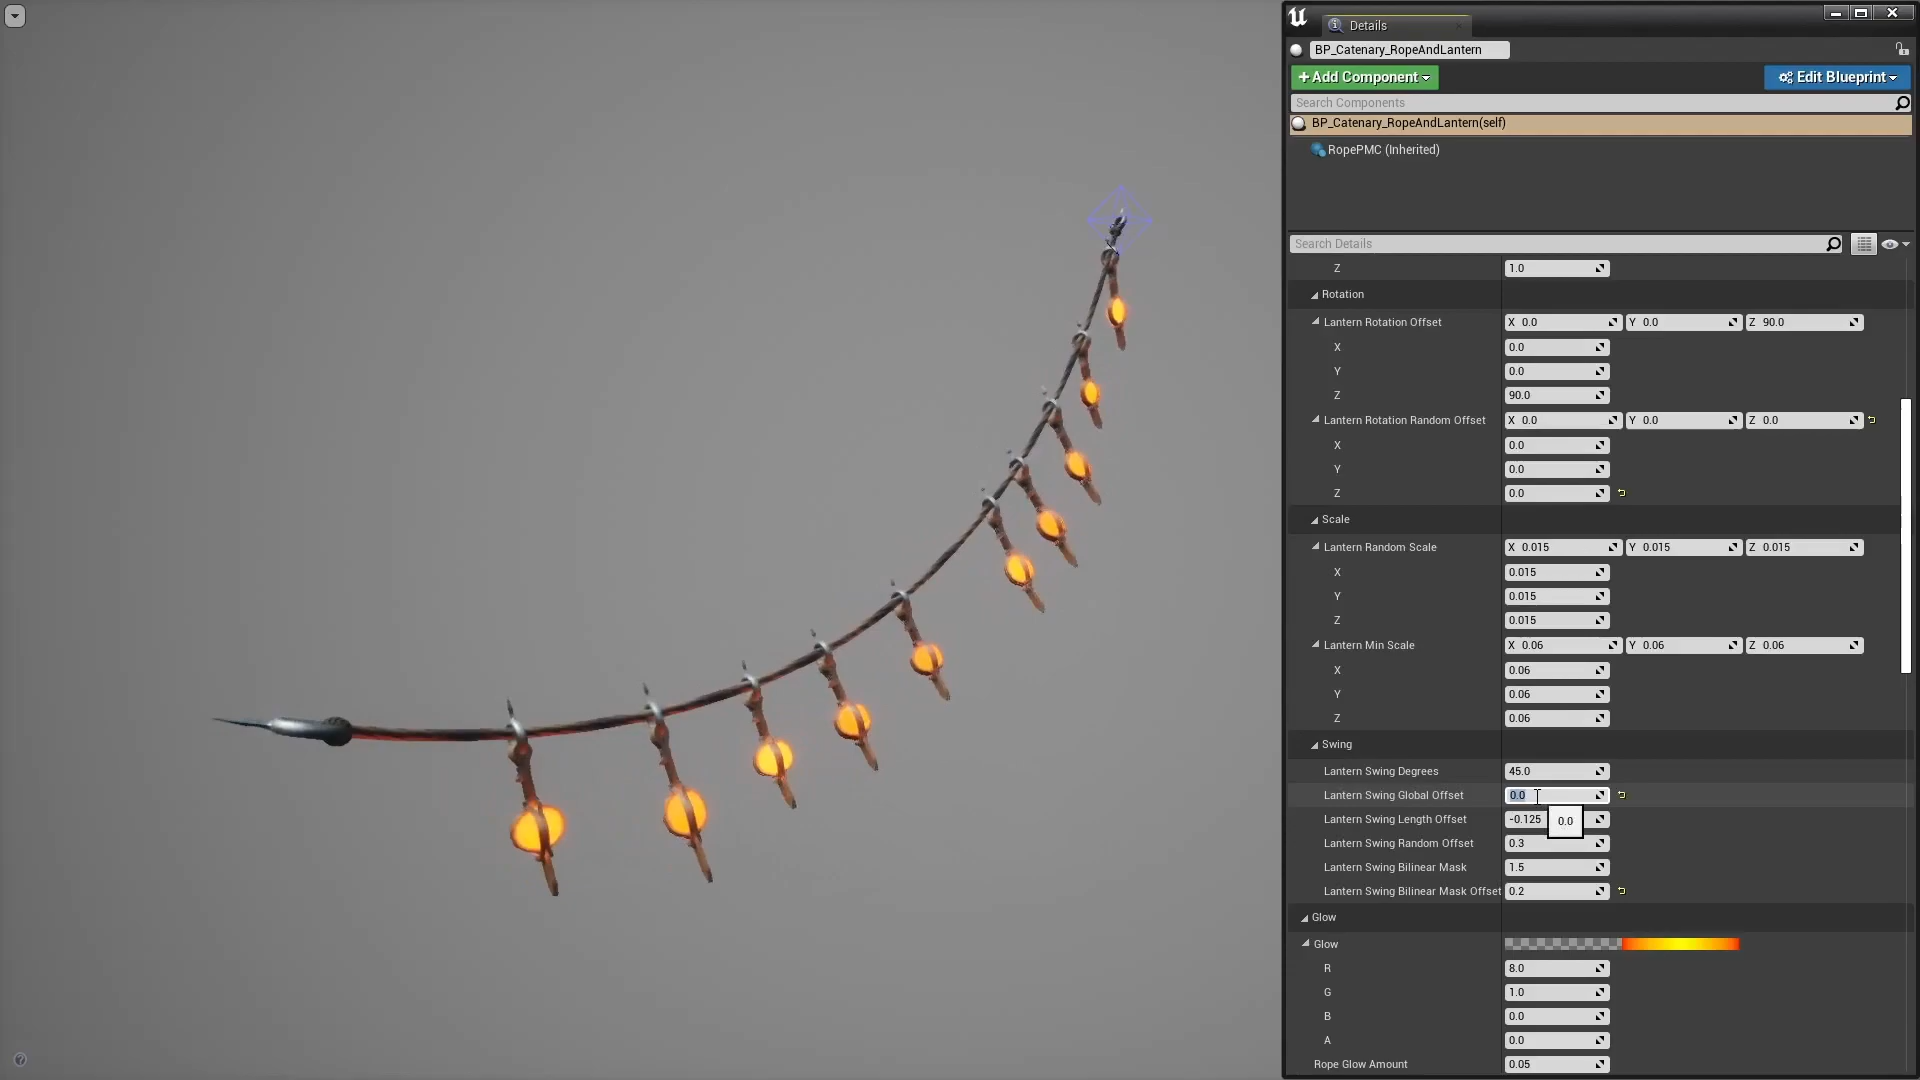 Details
BP_Catenary_RopeAndLantern
+ Add Component
Edit Blueprint
Search Components
BP_Catenary_RopeAndLantern(self)
RopePMC (Inherited)
Search Details
Z 1.0
Rotation
Lantern Rotation Offset X 0.0 Y 0.0 Z 90.0
X 0.0
Y 0.0
Z 90.0
Lantern Rotation Random Offset X 0.0 Y 0.0 Z 0.0
X 0.0
Y 0.0
Z 0.0
Scale
Lantern Random Scale X 0.015 Y 0.015 Z 0.015
X 0.015
Y 0.015
Z 0.015
Lantern Min Scale X 0.06 Y 0.06 Z 0.06
X 0.06
Y 0.06
Z 0.06
Swing
Lantern Swing Degrees 45.0
Lantern Swing Global Offset 0.0
Lantern Swing Length Offset -0.125
0.0
Lantern Swing Random Offset 0.3
Lantern Swing Bilinear Mask 1.5
Lantern Swing Bilinear Mask Offset 0.2
Glow
Glow
R 8.0
G 1.0
B 0.0
A 0.0
Rope Glow Amount 0.05